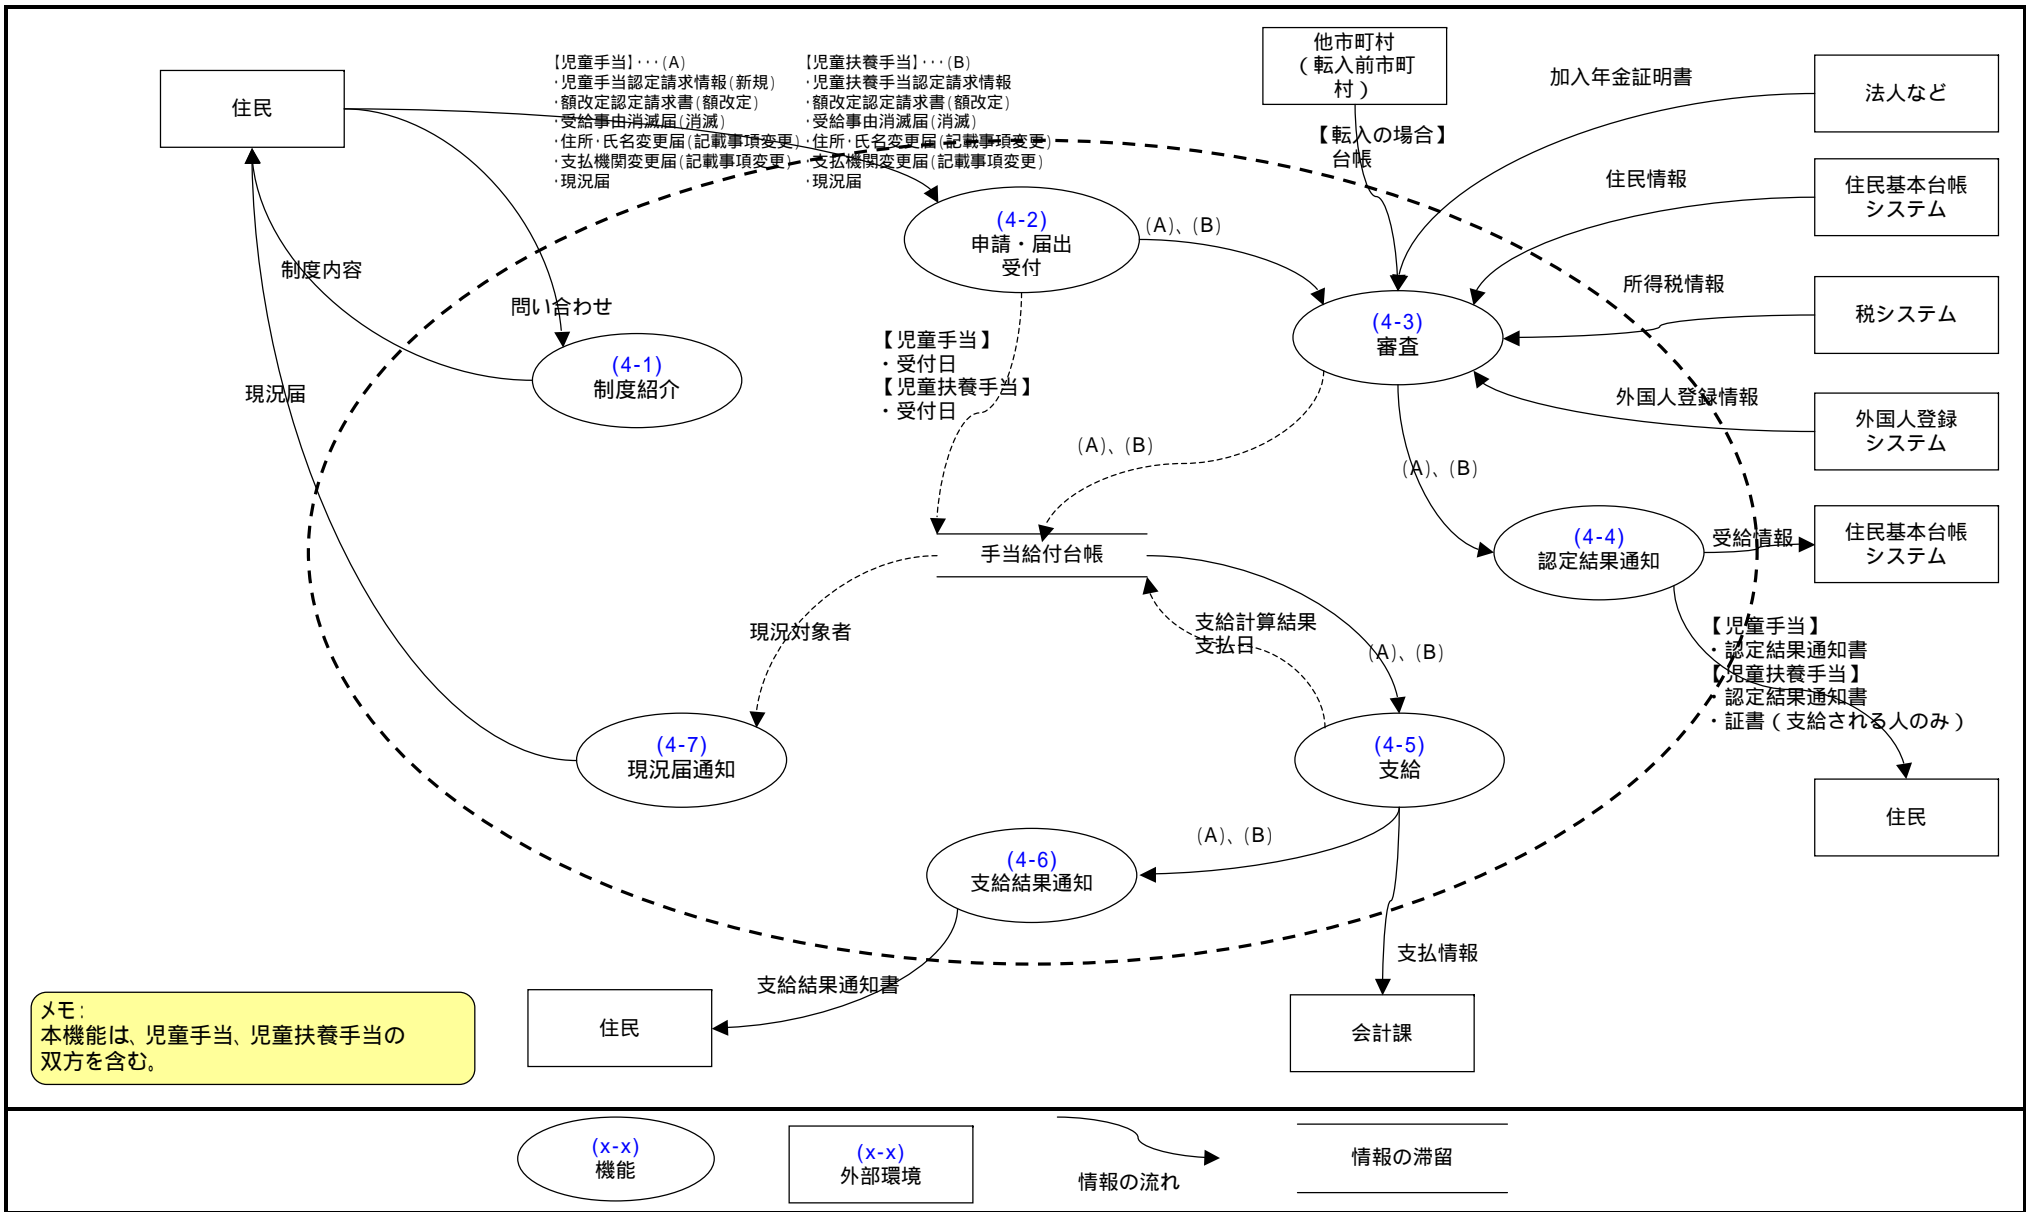 住民
【児童手当】･･･(A)
･児童手当認定請求情報(新規)
･額改定認定請求書(額改定)
･受給事由消滅届(消滅)
･住所･氏名変更届(記載事項変更)
･支払機関変更届(記載事項変更)
･現況届
【児童扶養手当】･･･(B)
･児童扶養手当認定請求情報
･額改定認定請求書(額改定)
･受給事由消滅届(消滅)
･住所･氏名変更届(記載事項変更)
･支払機関変更届(記載事項変更)
･現況届
他市町村
（転入前市町
村）
【転入の場合】
台帳
加入年金証明書
法人など
住民情報
住民基本台帳
システム
所得税情報
税システム
外国人登録情報
外国人登録
システム
(4-2)
申請・届出
受付
(A)、(B)
(4-3)
審査
制度内容
問い合わせ
(4-1)
制度紹介
現況届
【児童手当】
・受付日
【児童扶養手当】
・受付日
(A)、(B)
(A)、(B)
手当給付台帳
(4-4)
認定結果通知
受給情報
住民基本台帳
システム
現況対象者
支給計算結果
支払日
(A)、(B)
【児童手当】
・認定結果通知書
【児童扶養手当】
・認定結果通知書
・証書（支給される人のみ）
(4-7)
現況届通知
(4-5)
支給
住民
(A)、(B)
(4-6)
支給結果通知
支払情報
支給結果通知書
住民
会計課
メモ:
本機能は、児童手当、児童扶養手当の
双方を含む。
(x-x)
機能
(x-x)
外部環境
情報の流れ
情報の滞留